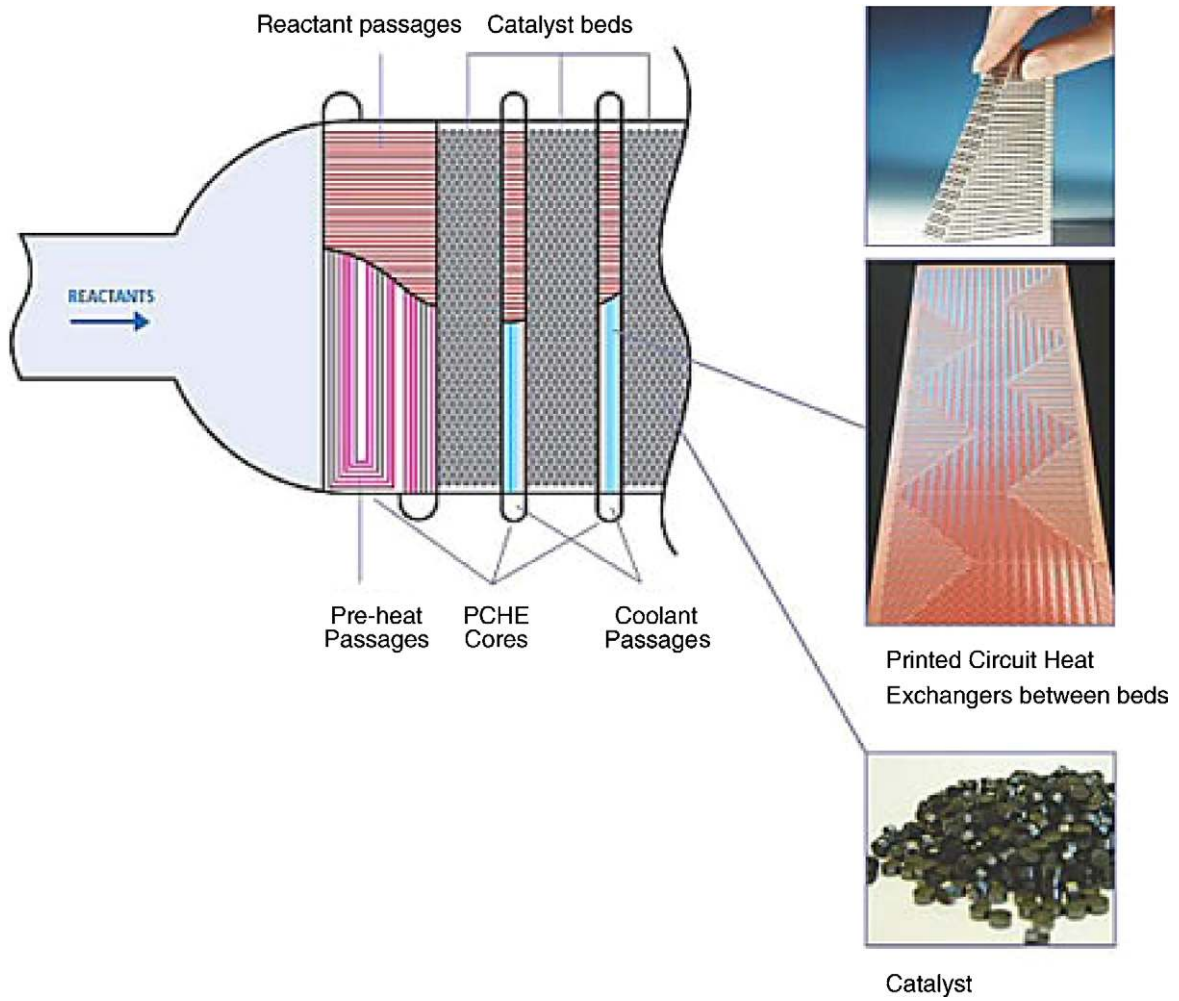 Reactant passages
Catalyst beds
REACTANTS
Pre-heat
Passages
PCHE
Cores
Coolant
Passages
Printed Circuit Heat
Exchangers between beds
Catalyst